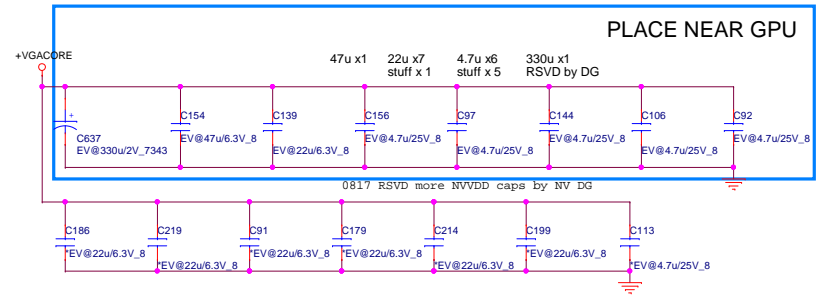 PLACE NEAR GPU
+VGACORE
47u x1 22u x7 4.7u x6 330u x1
stuff x 1 stuff x 5 RSVD by DG
+
C637
EV@330u/2V_7343
C154
EV@47u/6.3V_8
C139
EV@22u/6.3V_8
C156
EV@4.7u/25V_8
C97
EV@4.7u/25V_8
C144
EV@4.7u/25V_8
C106
EV@4.7u/25V_8
C92
EV@4.7u/25V_8
0817 RSVD more NVVDD caps by NV DG
C186
*EV@22u/6.3V_8
C219
*EV@22u/6.3V_8
C91
*EV@22u/6.3V_8
C179
*EV@22u/6.3V_8
C214
*EV@22u/6.3V_8
C199
*EV@22u/6.3V_8
C113
*EV@4.7u/25V_8